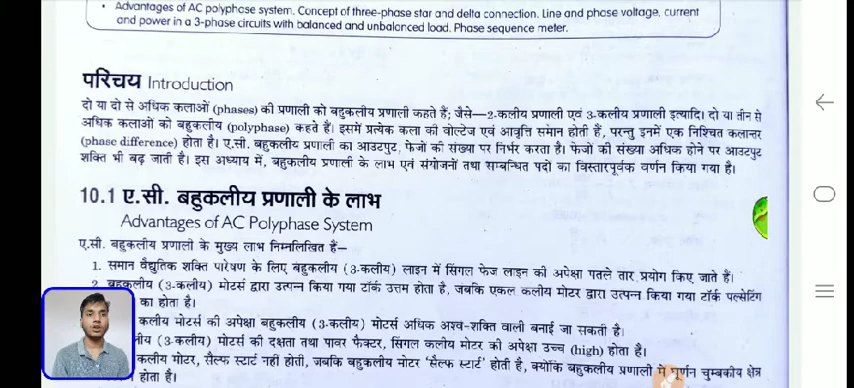 • Advantages of AC polyphase system. Concept of three-phase star and delta connection. Line and phase voltage, current
and power in a 3-phase circuits with balanced and unbalanced load. Phase sequence meter.
परिचय Introduction
दो या दो से अधिक कलाओं (phases) की प्रणाली को बहुकलीय प्रणाली कहते हैं; जैसे—2-कलीय प्रणाली एवं 3-कलीय प्रणाली इत्यादि। दो या तीन से
अधिक कलाओं को बहुकलीय (polyphase) कहते हैं। इसमें प्रत्येक कला की वोल्टेज एवं आवृत्ति समान होती हैं, परन्तु इनमें एक निश्चित कलान्तर
(phase difference) होता है। ए.सी. बहुकलीय प्रणाली का आउटपुट, फेजों की संख्या पर निर्भर करता है। फेजों की संख्या अधिक होने पर आउटपुट
शक्ति भी बढ़ जाती है। इस अध्याय में, बहुकलीय प्रणाली के लाभ एवं संयोजनों तथा सम्बन्धित पदों का विस्तारपूर्वक वर्णन किया गया है।
10.1 ए.सी. बहुकलीय प्रणाली के लाभ
Advantages of AC Polyphase System
ए.सी. बहुकलीय प्रणाली के मुख्य लाभ निम्नलिखित हैं—
1. समान वैद्युतिक शक्ति पारेषण के लिए बहुकलीय (3-कलीय) लाइन में सिंगल फेज लाइन की अपेक्षा पतले तार प्रयोग किए जाते हैं।
2. बहुकलीय (3-कलीय) मोटर्स द्वारा उत्पन्न किया गया टॉर्क उत्तम होता है, जबकि एकल कलीय मोटर द्वारा उत्पन्न किया गया टॉर्क पल्सेटिंग
का होता है।
कलीय मोटर्स की अपेक्षा बहुकलीय (3-कलीय) मोटर्स अधिक अश्व-शक्ति वाली बनाई जा सकती है।
(3-कलीय) मोटर्स की दक्षता तथा पावर फैक्टर, सिंगल कलीय मोटर की अपेक्षा उच्च (high) होता है।
कलीय मोटर, सैल्फ स्टार्ट नहीं होती, जबकि बहुकलीय मोटर ‘सैल्फ स्टार्ट’ होती है, क्योंकि बहुकलीय प्रणाली में घूर्णन चुम्बकीय क्षेत्र
होता है।